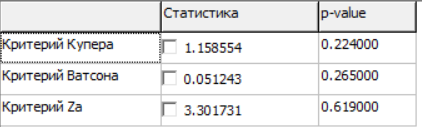 Статистика p-value
Критерий Купера 1.158554 0.224000
Критерий Ватсона 0.051243 0.265000
Критерий Za 3.301731 0.619000